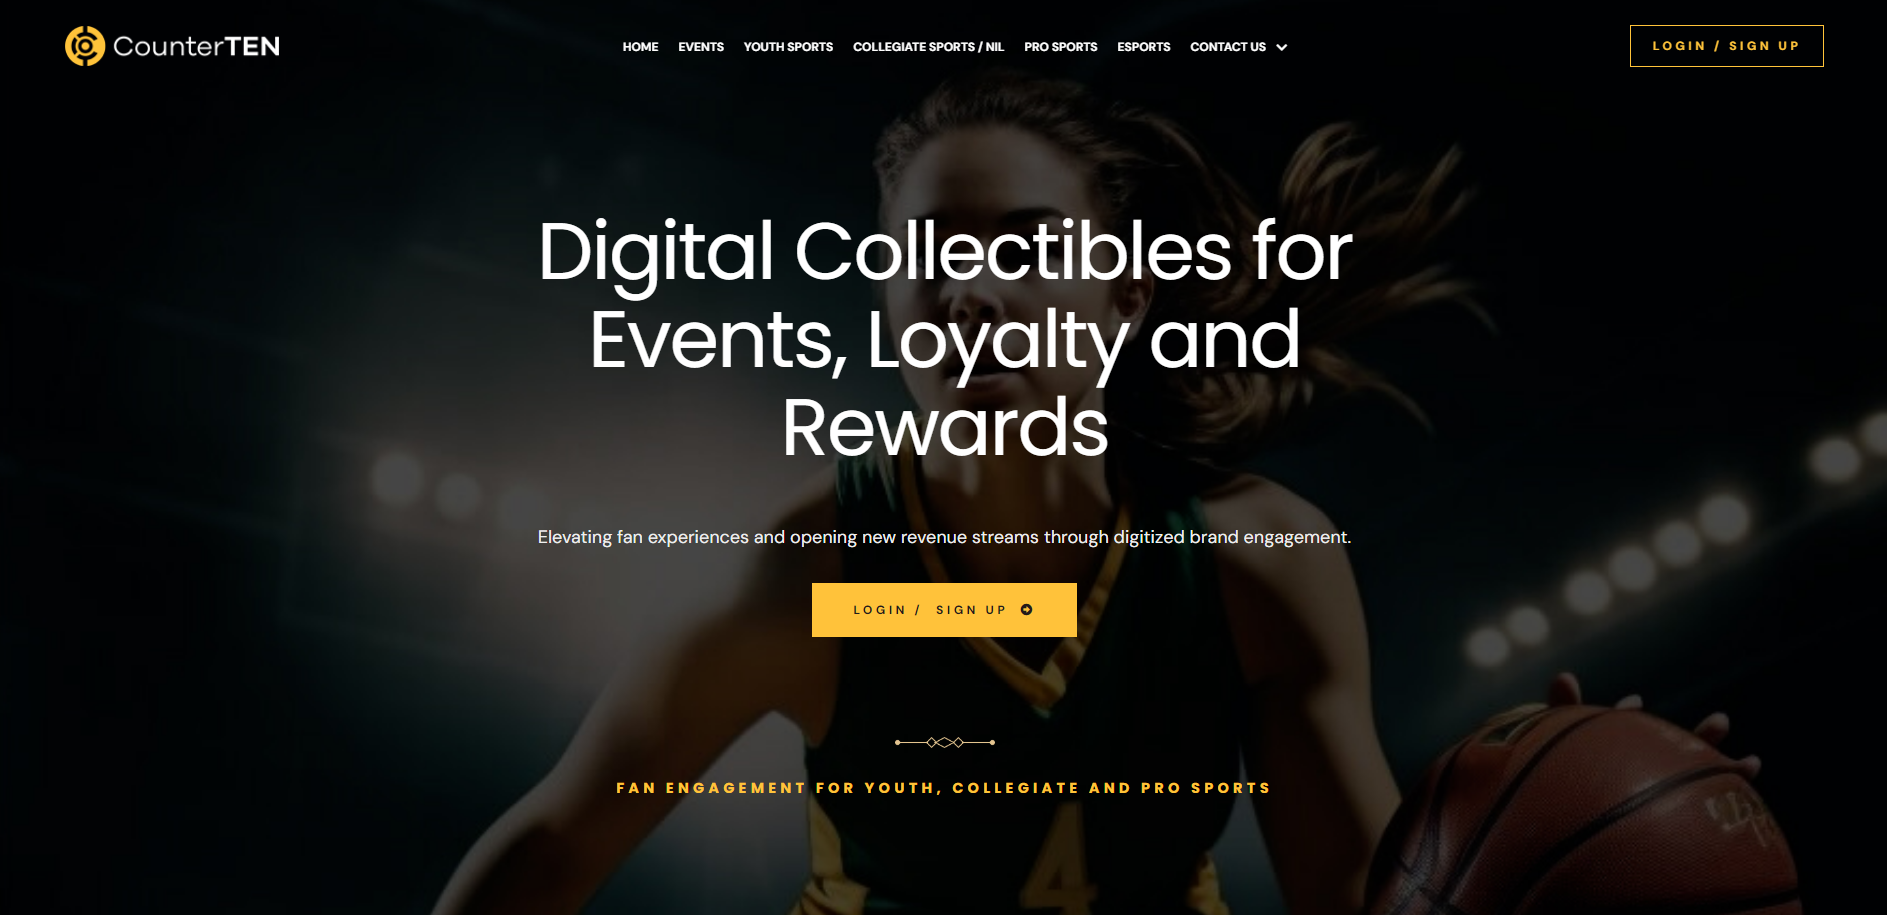 CounterTEN
HOME EVENTS YOUTH SPORTS COLLEGIATE SPORTS / NIL PRO SPORTS ESPORTS CONTACT US
LOGIN / SIGN UP
Digital Collectibles for
Events, Loyalty and
Rewards
Elevating fan experiences and opening new revenue streams through digitized brand engagement.
LOGIN / SIGN UP
FAN ENGAGEMENT FOR YOUTH, COLLEGIATE AND PRO SPORTS
4